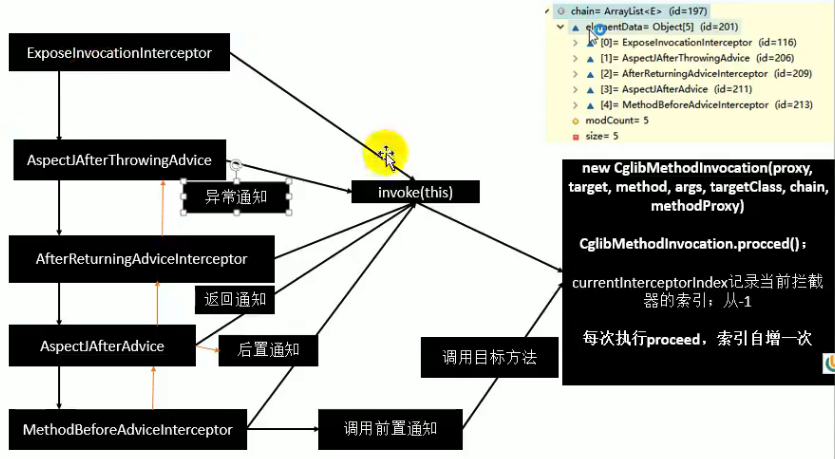 chain= ArrayList<E> (id=197)
elementData= Object[5] (id=201)
[0]= ExposeInvocationInterceptor (id=116)
[1]= AspectJAfterThrowingAdvice (id=206)
[2]= AfterReturningAdviceInterceptor (id=209)
[3]= AspectJAfterAdvice (id=211)
[4]= MethodBeforeAdviceInterceptor (id=213)
modCount= 5
size= 5
ExposeInvocationInterceptor
AspectJAfterThrowingAdvice
异常通知
invoke(this)
new CglibMethodInvocation(proxy,
target, method, args, targetClass, chain,
methodProxy)
CglibMethodInvocation.procced()；
currentInterceptorIndex记录当前拦截
器的索引；从-1
每次执行proceed，索引自增一次
AfterReturningAdviceInterceptor
返回通知
AspectJAfterAdvice
后置通知
调用目标方法
MethodBeforeAdviceInterceptor
调用前置通知